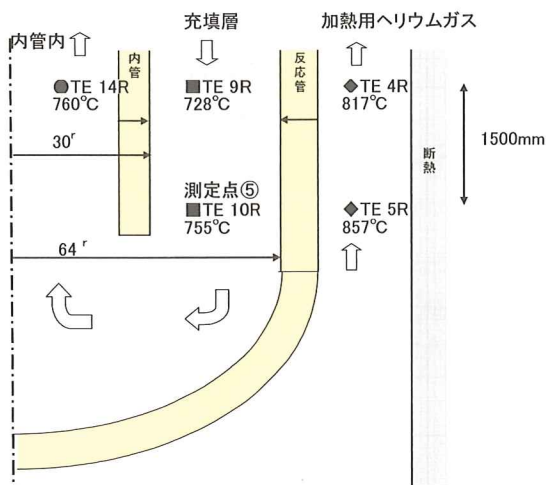 充填層
加熱用ヘリウムガス
内管内
内管
反応管
TE 14R
760℃
TE 9R
728℃
TE 4R
817℃
30r
断熱
1500mm
測定点⑤
TE 10R
755℃
TE 5R
857℃
64 r